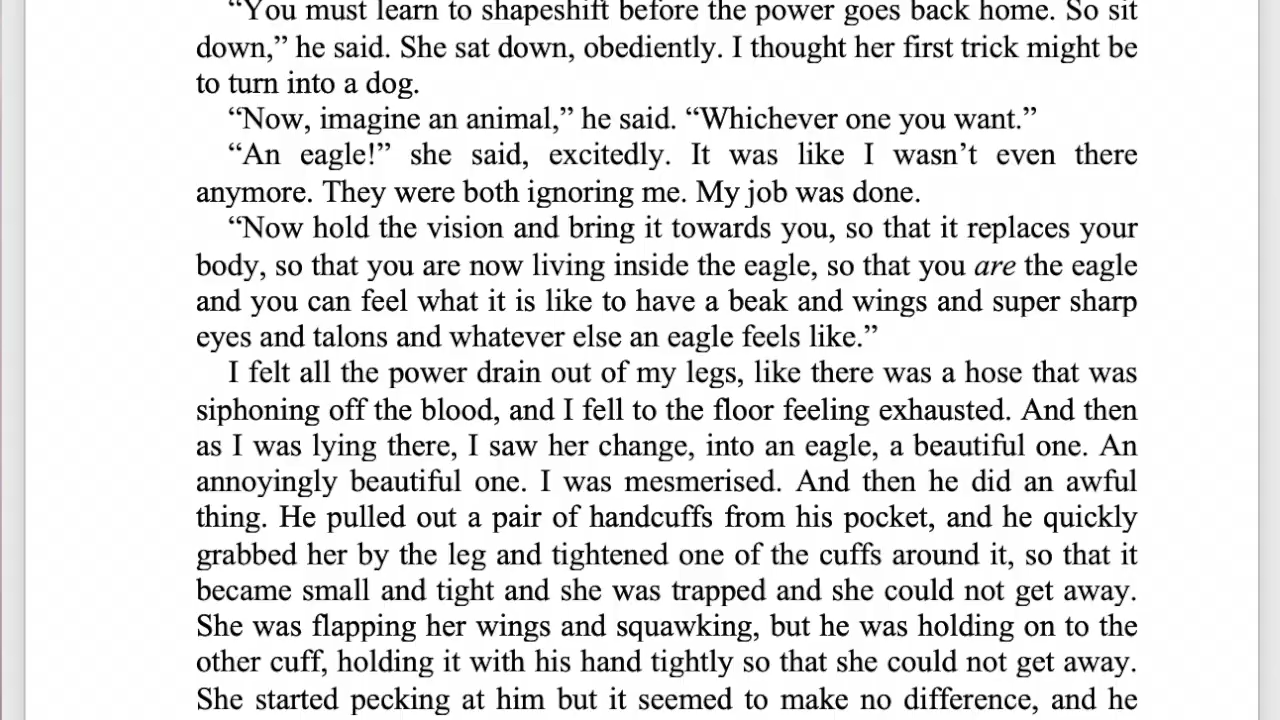 “You must learn to shapeshift before the power goes back home. So sit
down,” he said. She sat down, obediently. I thought her first trick might be
to turn into a dog.
“Now, imagine an animal,” he said. “Whichever one you want.”
“An eagle!” she said, excitedly. It was like I wasn’t even there
anymore. They were both ignoring me. My job was done.
“Now hold the vision and bring it towards you, so that it replaces your
body, so that you are now living inside the eagle, so that you are the eagle
and you can feel what it is like to have a beak and wings and super sharp
eyes and talons and whatever else an eagle feels like.”
I felt all the power drain out of my legs, like there was a hose that was
siphoning off the blood, and I fell to the floor feeling exhausted. And then
as I was lying there, I saw her change, into an eagle, a beautiful one. An
annoyingly beautiful one. I was mesmerised. And then he did an awful
thing. He pulled out a pair of handcuffs from his pocket, and he quickly
grabbed her by the leg and tightened one of the cuffs around it, so that it
became small and tight and she was trapped and she could not get away.
She was flapping her wings and squawking, but he was holding on to the
other cuff, holding it with his hand tightly so that she could not get away.
She started pecking at him but it seemed to make no difference, and he